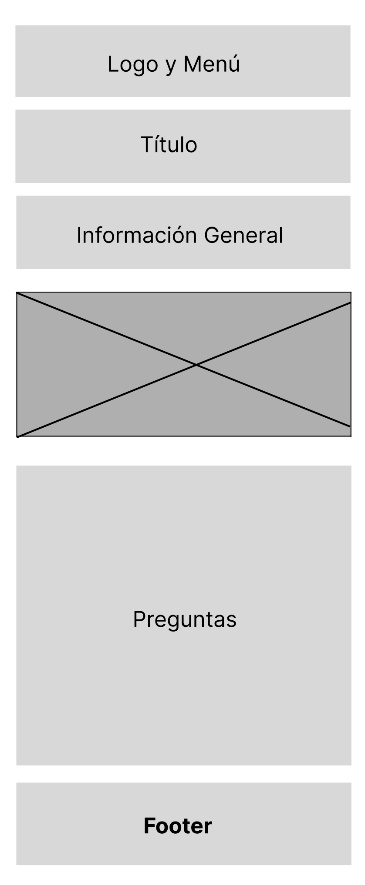 Logo y Menú
Título
Información General
Preguntas
Footer